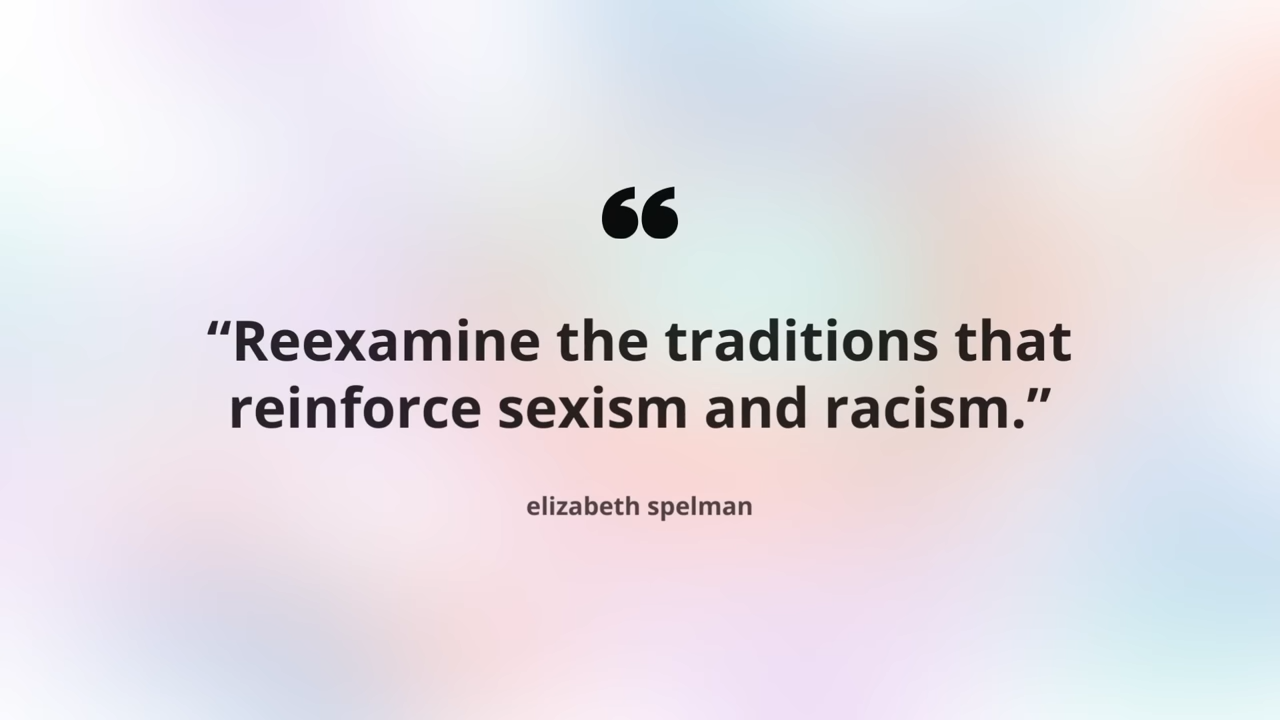 “
“Reexamine the traditions that
reinforce sexism and racism.”
elizabeth spelman